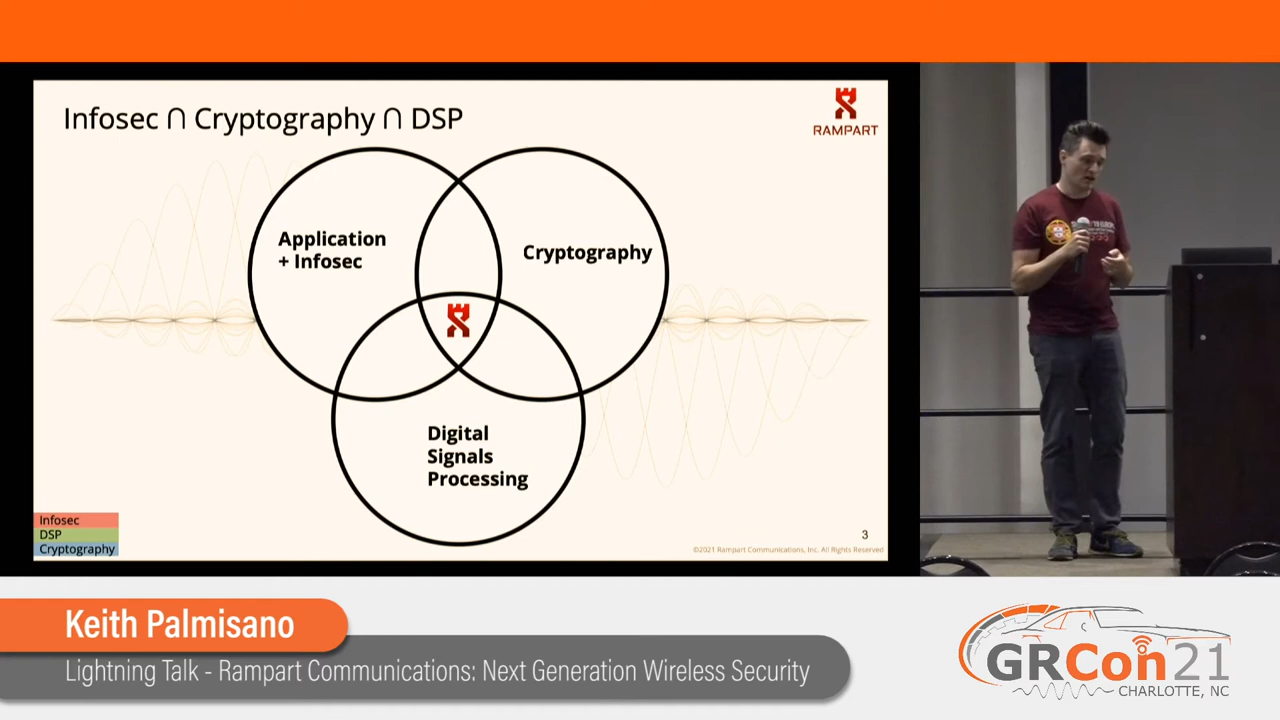 Infosec ∩ Cryptography ∩ DSP
RAMPART
Application
+ Infosec
Cryptography
Digital
Signals
Processing
Infosec
DSP
Cryptography
3
©2021 Rampart Communications, Inc. All Rights Reserved
Keith Palmisano
Lightning Talk - Rampart Communications: Next Generation Wireless Security
GRCon21
CHARLOTTE, NC